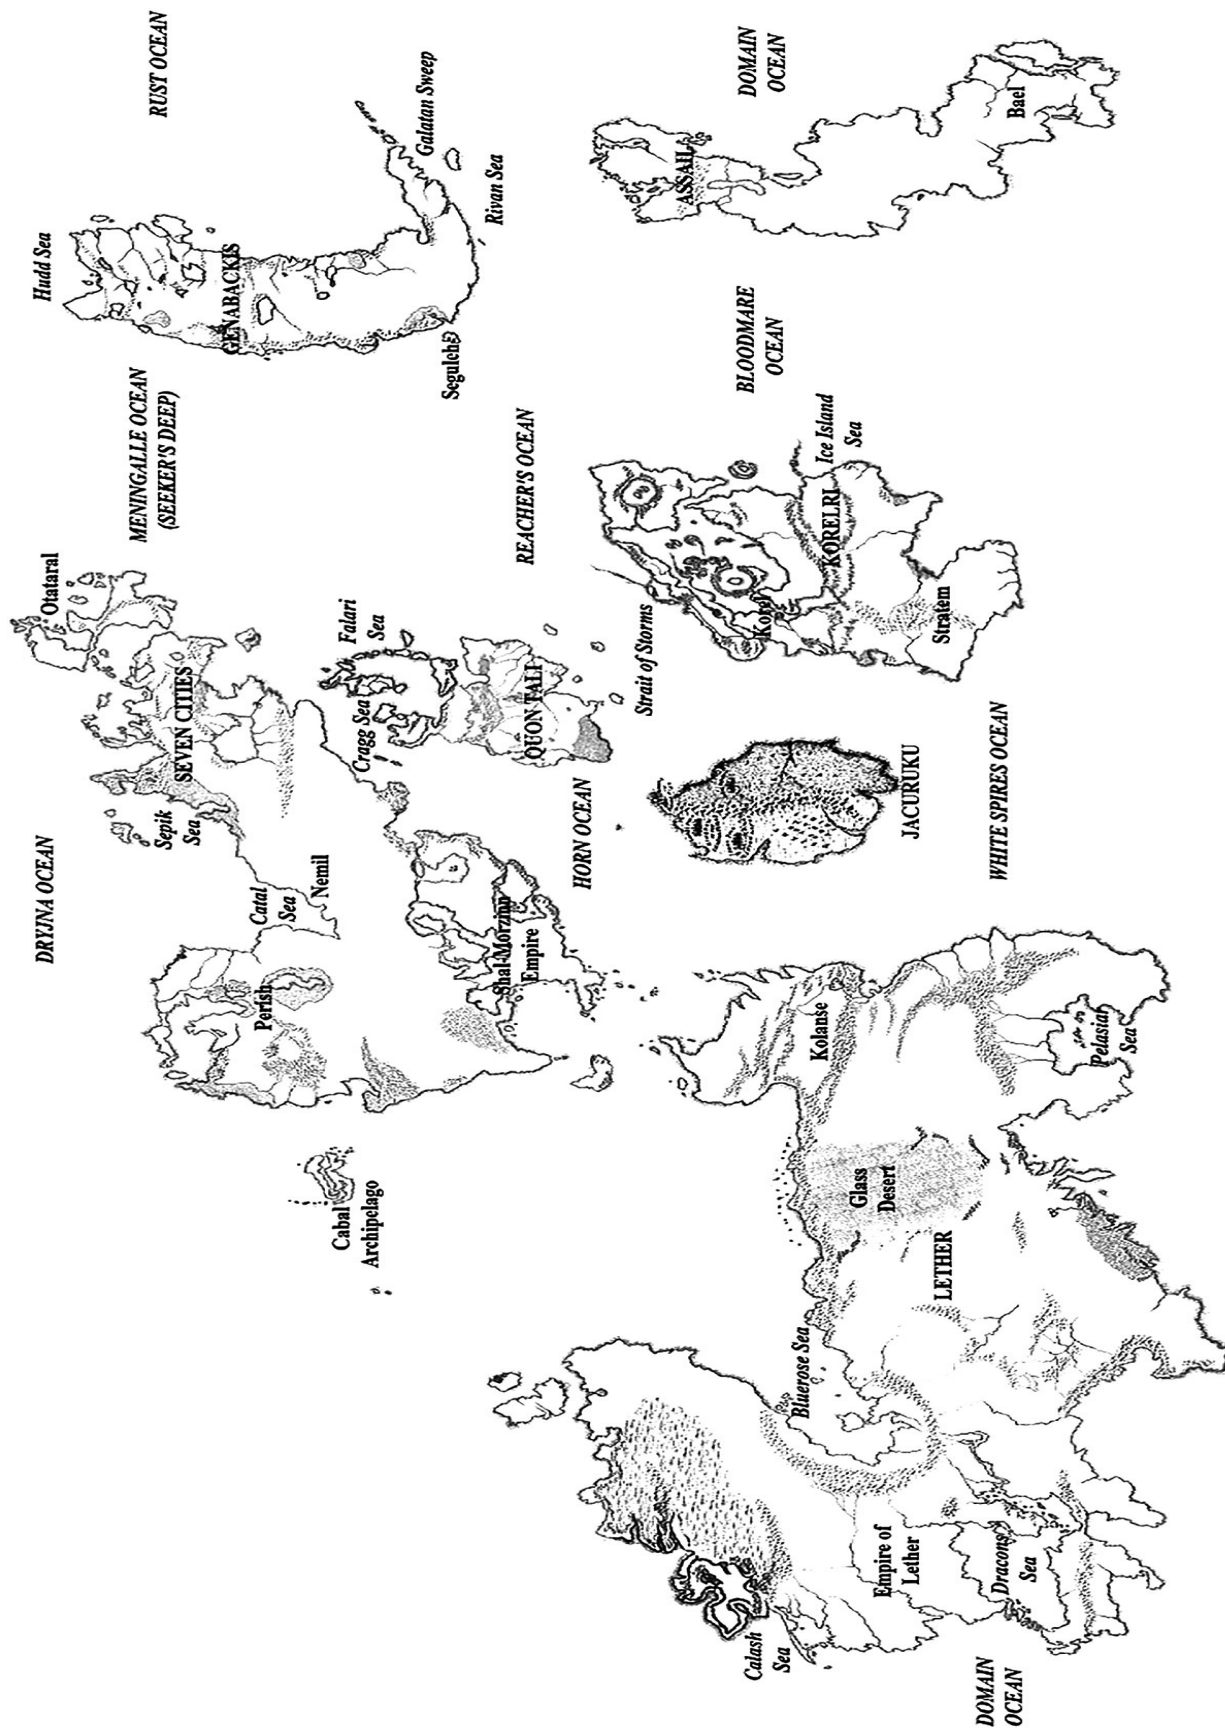 DRYJNA OCEAN
Hudd Sea
Otataral
RUST OCEAN
MENINGALLE OCEAN
(SEEKER'S DEEP)
Sepik
Sea
SEVEN CITIES
GENABACKIS
Catal
Sea
Nemil
Perish
Cabal
Archipelago
Cragg Sea
Falari
Sea
Galatan Sweep
Seguleh
Rivan Sea
Shal-Morzinn
Empire
QUON TALI
REACHER'S OCEAN
HORN OCEAN
Strait of Storms
ASSAIL
DOMAIN
OCEAN
BLOODMARE
OCEAN
Calash
Sea
Bluerose Sea
Kolanse
Korel
KORELRI
Ice Island
Sea
Glass
Desert
JACURUKU
Empire of
Lether
LETHER
Stratem
WHITE SPIRES OCEAN
Bael
Dracons
Sea
Pelasiar
Sea
DOMAIN
OCEAN